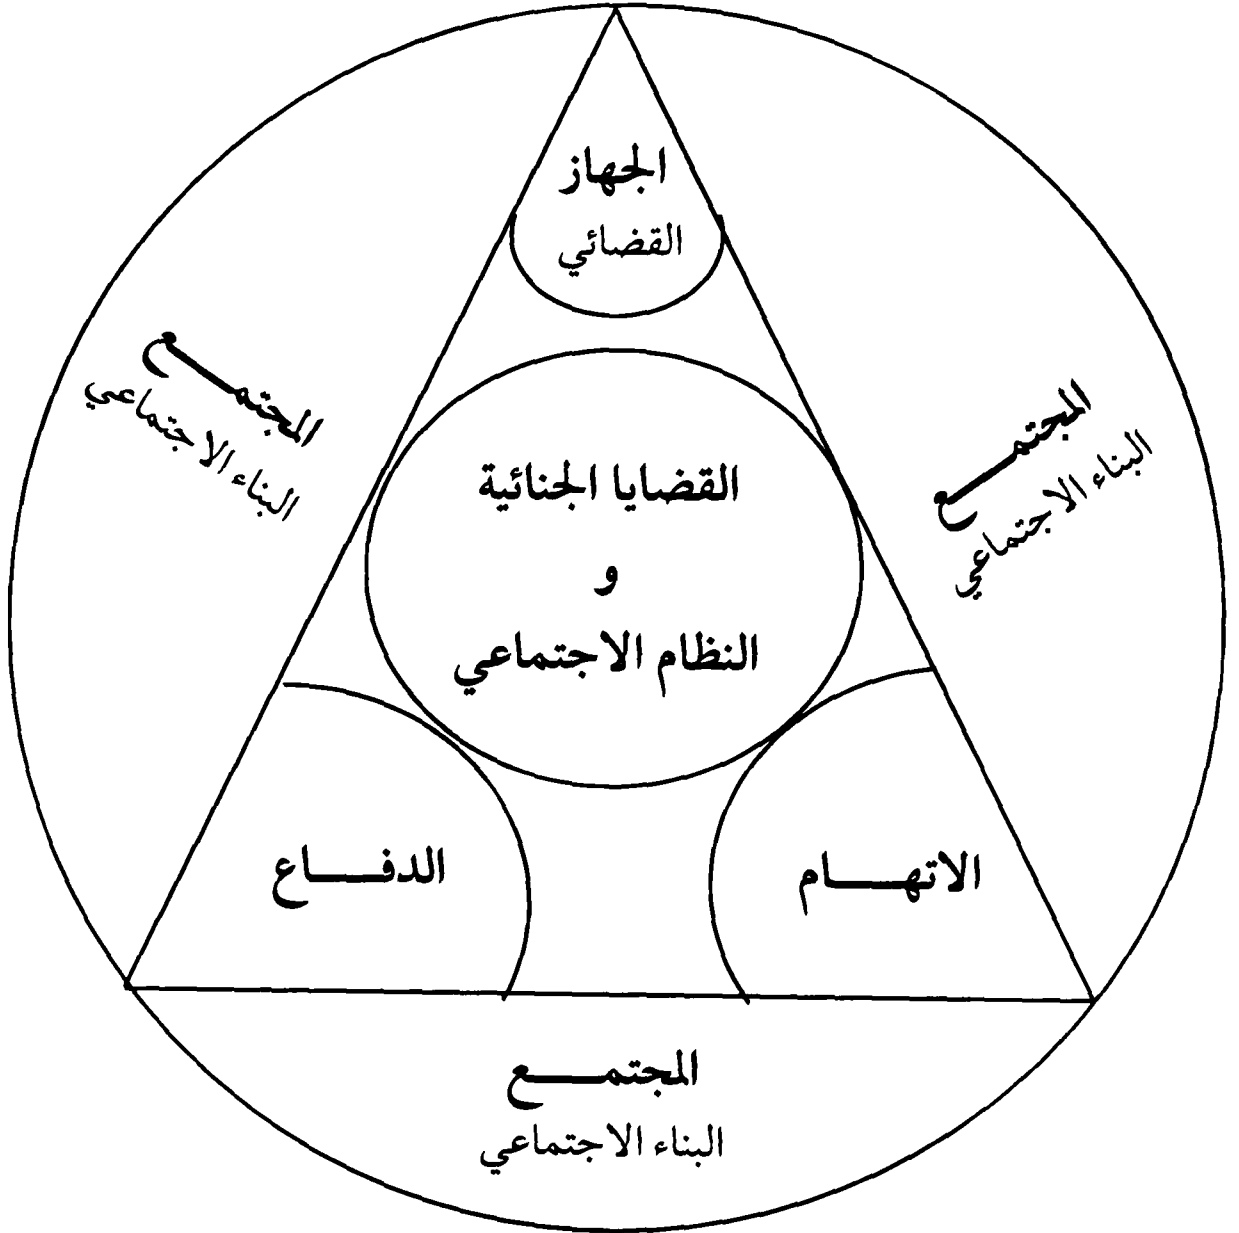 الجهاز
القضائي
المجتمع
البناء الاجتماعي
المجتمع
البناء الاجتماعي
القضايا الجنائية
و
النظام الاجتماعي
الاتهام
الدفاع
المجتمع
البناء الاجتماعي